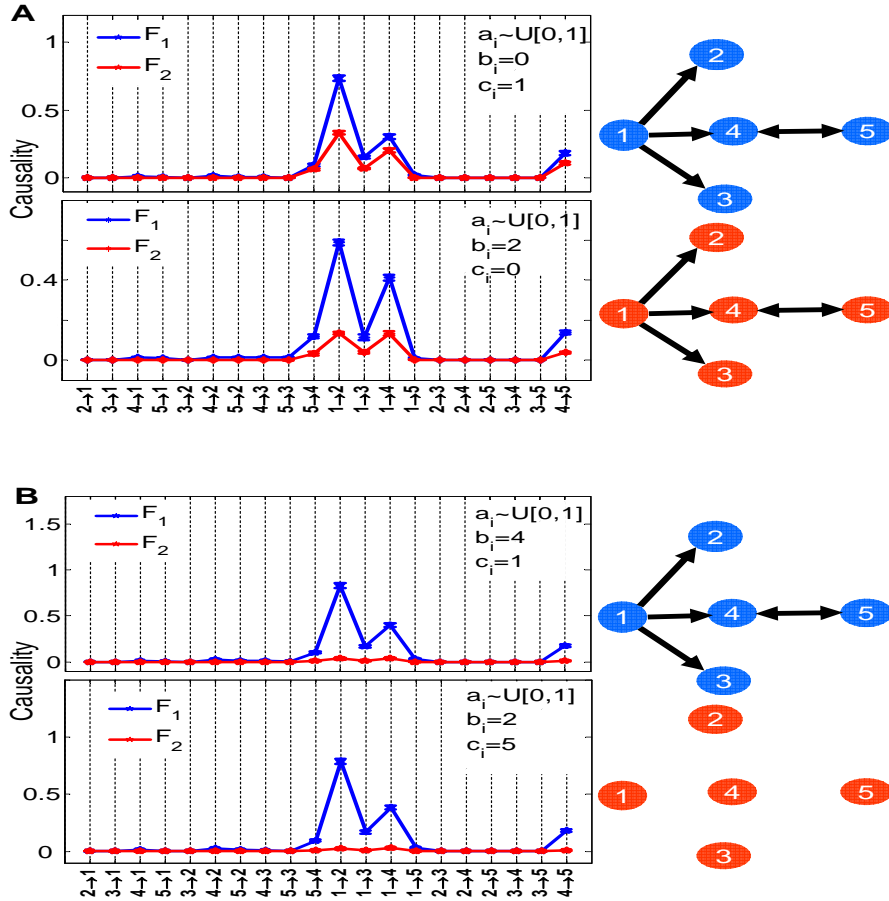 A
Causality
1
0.5
0
F1
F2
ai~U[0,1]
bi=0
ci=1
2
1 4 5
3
0.4
0
F1
F2
ai~U[0,1]
bi=2
ci=0
2
1 4 5
3
2→1 3→1 4→1 5→1 3→2 4→2 5→2 4→3 5→3 5→4 1→2 1→3 1→4 1→5 2→3 2→4 2→5 3→4 3→5 4→5
B
Causality
1.5
1
0.5
0
F1
F2
ai~U[0,1]
bi=4
ci=1
2
1 4 5
3
1
0.5
0
F1
F2
ai~U[0,1]
bi=2
ci=5
2
1 4 5
3
2→1 3→1 4→1 5→1 3→2 4→2 5→2 4→3 5→3 5→4 1→2 1→3 1→4 1→5 2→3 2→4 2→5 3→4 3→5 4→5